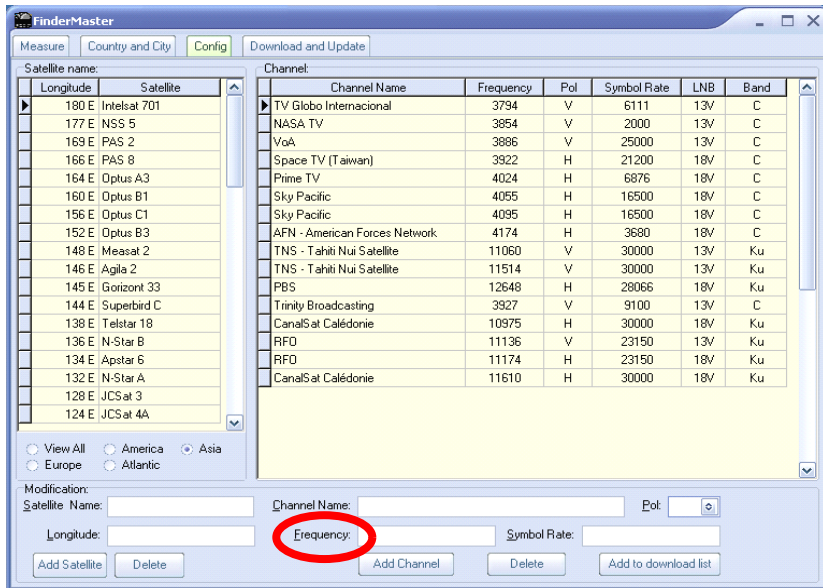 FinderMaster
Measure Country and City Config Download and Update
Satellite name:
Longitude Satellite
180 E Intelsat 701
177 E NSS 5
169 E PAS 2
166 E PAS 8
164 E Optus A3
160 E Optus B1
156 E Optus C1
152 E Optus B3
148 E Measat 2
146 E Agila 2
145 E Gorizont 33
144 E Superbird C
138 E Telstar 18
136 E N-Star B
134 E Apstar 6
132 E N-Star A
128 E JCSat 3
124 E JCSat 4A
View All America Asia
Europe Atlantic
Channel:
Channel Name Frequency Pol Symbol Rate LNB Band
TV Globo Internacional 3794 V 6111 13V C
NASA TV 3854 V 2000 13V C
VoA 3886 V 25000 13V C
Space TV (Taiwan) 3922 H 21200 18V C
Prime TV 4024 H 6876 18V C
Sky Pacific 4055 H 16500 18V C
Sky Pacific 4095 H 16500 18V C
AFN - American Forces Network 4174 H 3680 18V C
TNS - Tahiti Nui Satellite 11060 V 30000 13V Ku
TNS - Tahiti Nui Satellite 11514 V 30000 13V Ku
PBS 12648 H 28066 18V Ku
Trinity Broadcasting 3927 V 9100 13V C
CanalSat Calédonie 10975 H 30000 18V Ku
RFO 11136 V 23150 13V Ku
RFO 11174 H 23150 18V Ku
CanalSat Calédonie 11610 H 30000 18V Ku
Modification:
Satellite Name: Channel Name: Pol:
Longitude: Frequency: Symbol Rate:
Add Satellite Delete Add Channel Delete Add to download list